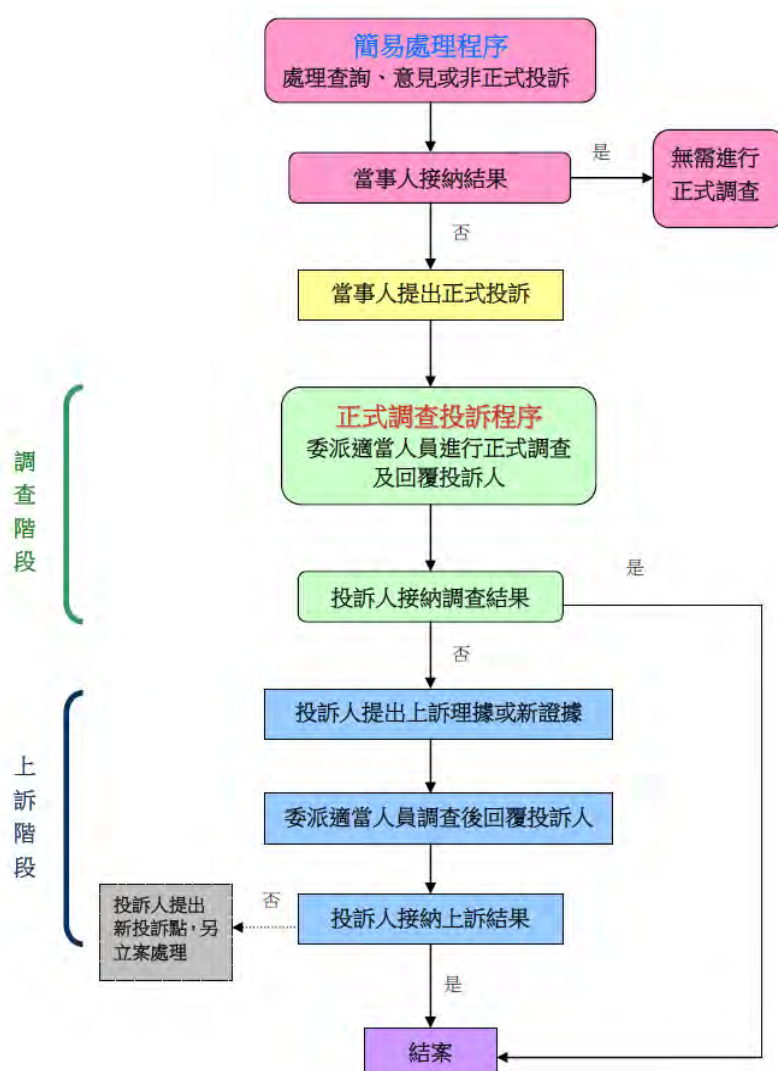 簡易處理程序
處理查詢、意見或非正式投訴
當事人接納結果
是
無需進行
正式調查
否
當事人提出正式投訴
調查階段
正式調查投訴程序
委派適當人員進行正式調查
及回覆投訴人
投訴人接納調查結果
是
否
上訴階段
投訴人提出上訴理據或新證據
委派適當人員調查後回覆投訴人
投訴人接納上訴結果
否
投訴人提出
新投訴點，另
立案處理
是
結案